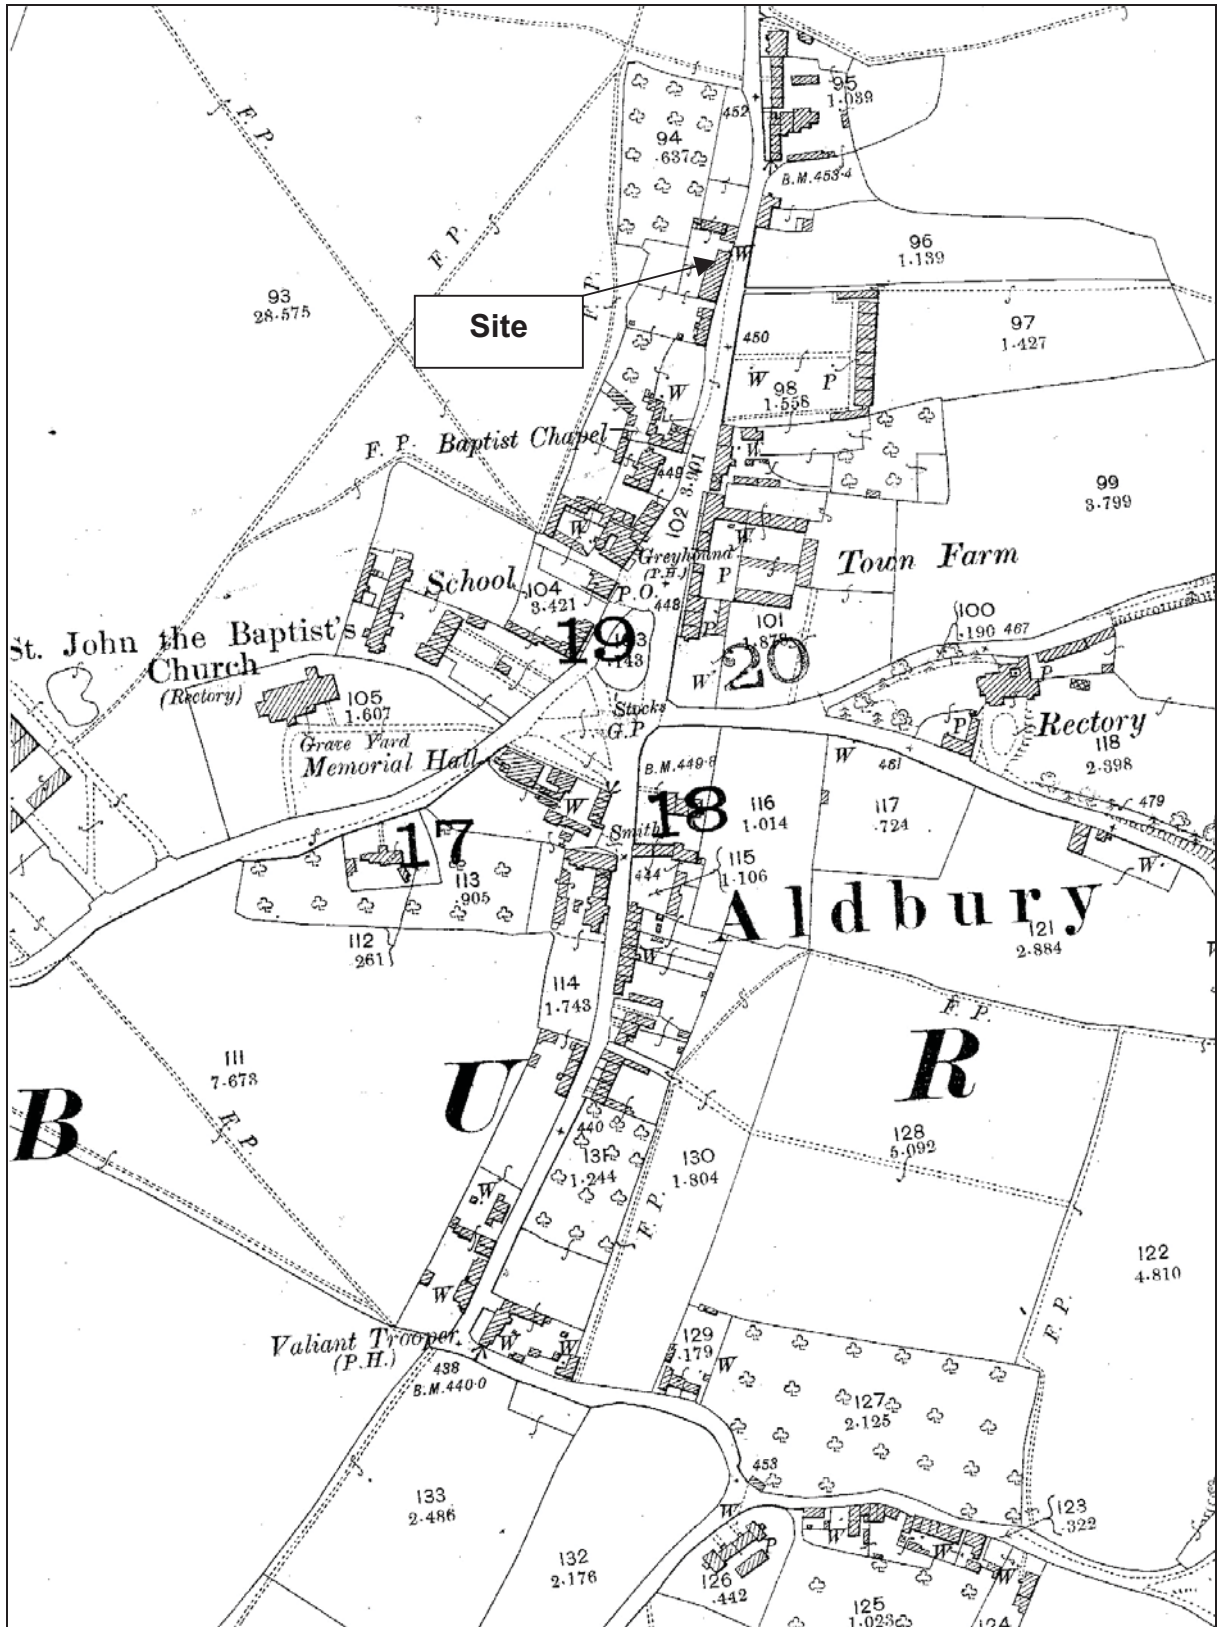 F. P.
95
1.039
452
94
.637
B.M.453.4
F. P.
W
96
1.139
93
28.575
F. P.
Site
97
1.427
450
W
P
98
1.558
W
F. P.
Baptist Chapel
449
W
102 3.901
99
3.799
W
W
Greyhound
(P.H.)
P
Town Farm
School
104
3.421
P.O.
448
P
101
1.878
100
.190
467
19
20
St. John the Baptist's
Church
(Rectory)
W
P
P
105
1.607
Stocks
G.P
Rectory
118
2.398
Grave Yard
Memorial Hall
B.M.449.8
W
461
479
W
18
116
1.014
117
.724
17
Smithy
W
113
.905
444
115
1.106
Aldbury
121
2.884
112
.261
W
114
1.743
F. P.
111
7.673
B U R
F. P.
440
131
1.244
130
1.804
128
5.092
W
F. P.
122
4.810
W
F. P.
Valiant Trooper
(P.H.)
W
W
129
.179
W
438
B.M.440.0
127
2.125
453
133
2.486
123
.322
W
W
W
P
W
132
2.176
126
.442
125
1.023
124